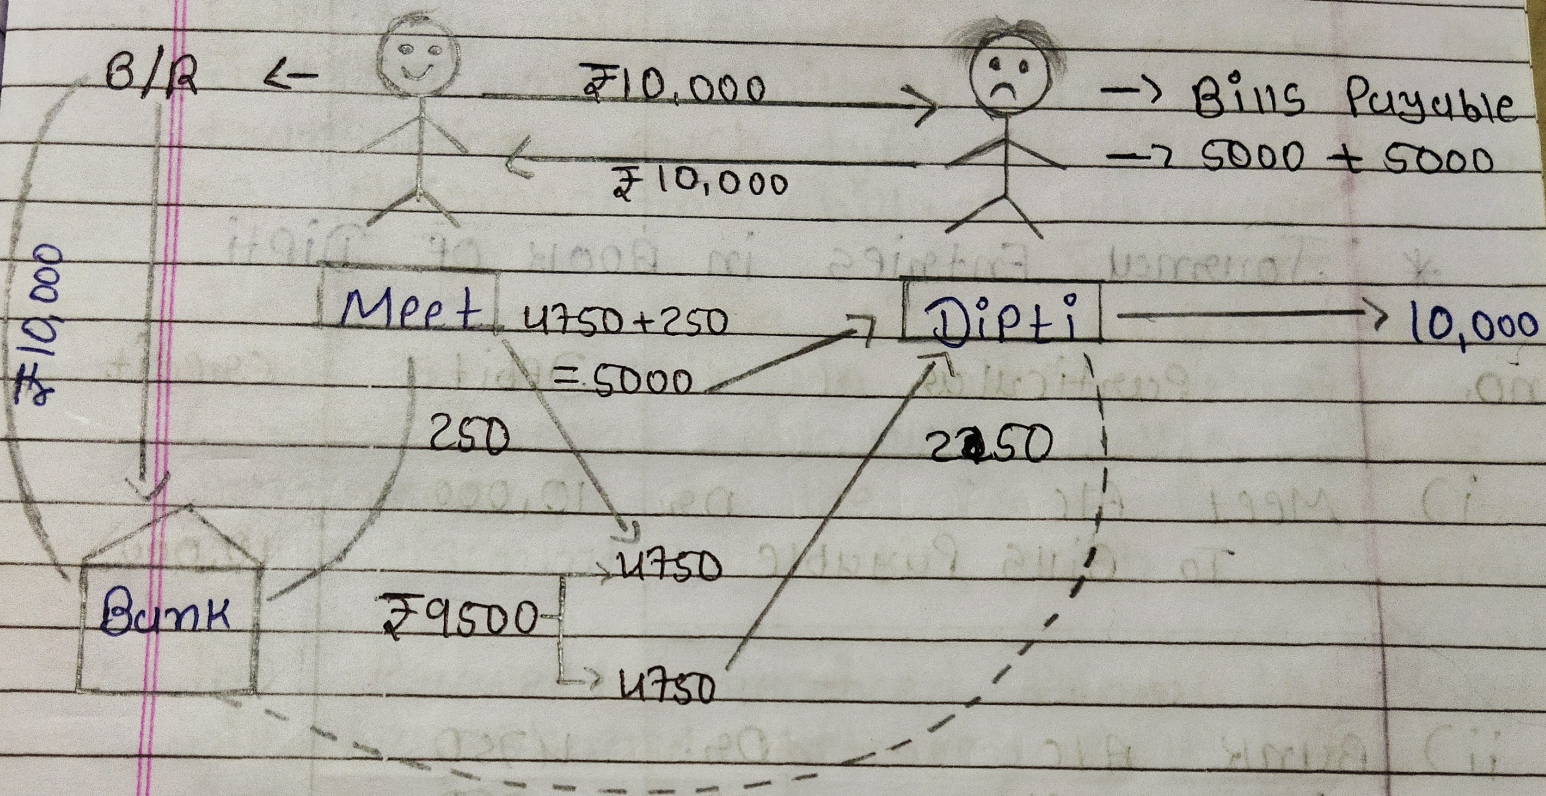 B/R <- ₹10,000 -> Bills Payable
₹10,000 -> 5000 + 5000
₹10,000
Meet 4750+250 Dipti -> 10,000
= 5000
250 2250
4750
Bank ₹9500
4750